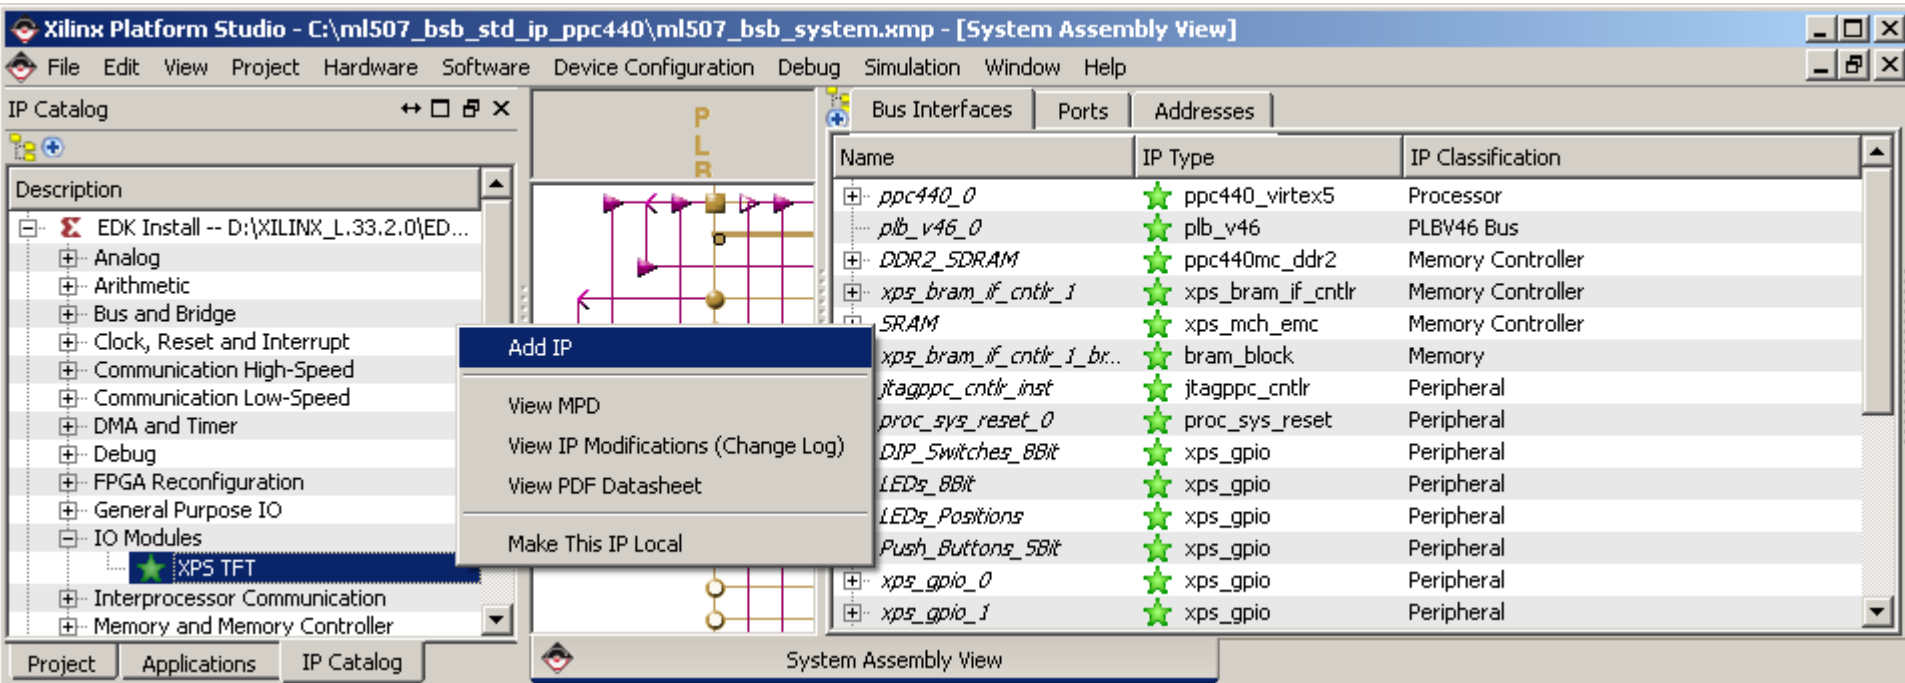 Xilinx Platform Studio - C:\ml507_bsb_std_ip_ppc440\ml507_bsb_system.xmp - [System Assembly View]
File Edit View Project Hardware Software Device Configuration Debug Simulation Window Help
IP Catalog
Description
EDK Install -- D:\XILINX_L.33.2.0\ED...
Analog
Arithmetic
Bus and Bridge
Clock, Reset and Interrupt
Communication High-Speed
Communication Low-Speed
DMA and Timer
Debug
FPGA Reconfiguration
General Purpose IO
IO Modules
XPS TFT
Interprocessor Communication
Memory and Memory Controller
Project Applications IP Catalog
Add IP
View MPD
View IP Modifications (Change Log)
View PDF Datasheet
Make This IP Local
P
L
B
Bus Interfaces Ports Addresses
Name IP Type IP Classification
ppc440_0 ppc440_virtex5 Processor
plb_v46_0 plb_v46 PLBV46 Bus
DDR2_SDRAM ppc440mc_ddr2 Memory Controller
xps_bram_if_cntlr_1 xps_bram_if_cntlr Memory Controller
SRAM xps_mch_emc Memory Controller
xps_bram_if_cntlr_1_br... bram_block Memory
jtagppc_cntlr_inst jtagppc_cntlr Peripheral
proc_sys_reset_0 proc_sys_reset Peripheral
DIP_Switches_8Bit xps_gpio Peripheral
LEDs_8Bit xps_gpio Peripheral
LEDs_Positions xps_gpio Peripheral
Push_Buttons_5Bit xps_gpio Peripheral
xps_gpio_0 xps_gpio Peripheral
xps_gpio_1 xps_gpio Peripheral
System Assembly View